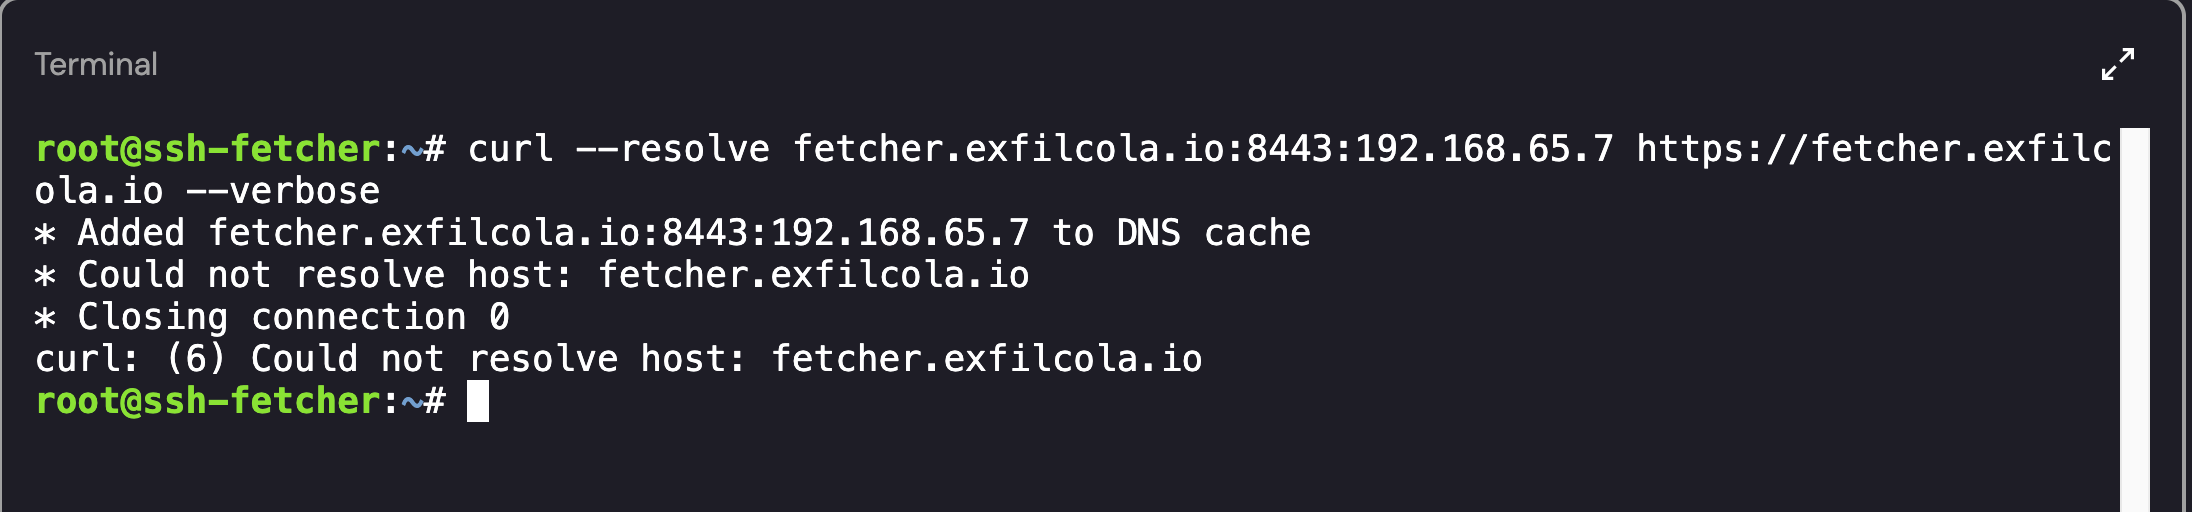 Terminal
root@ssh-fetcher:~# curl --resolve fetcher.exfilcola.io:8443:192.168.65.7 https://fetcher.exfilc
ola.io --verbose
* Added fetcher.exfilcola.io:8443:192.168.65.7 to DNS cache
* Could not resolve host: fetcher.exfilcola.io
* Closing connection 0
curl: (6) Could not resolve host: fetcher.exfilcola.io
root@ssh-fetcher:~#